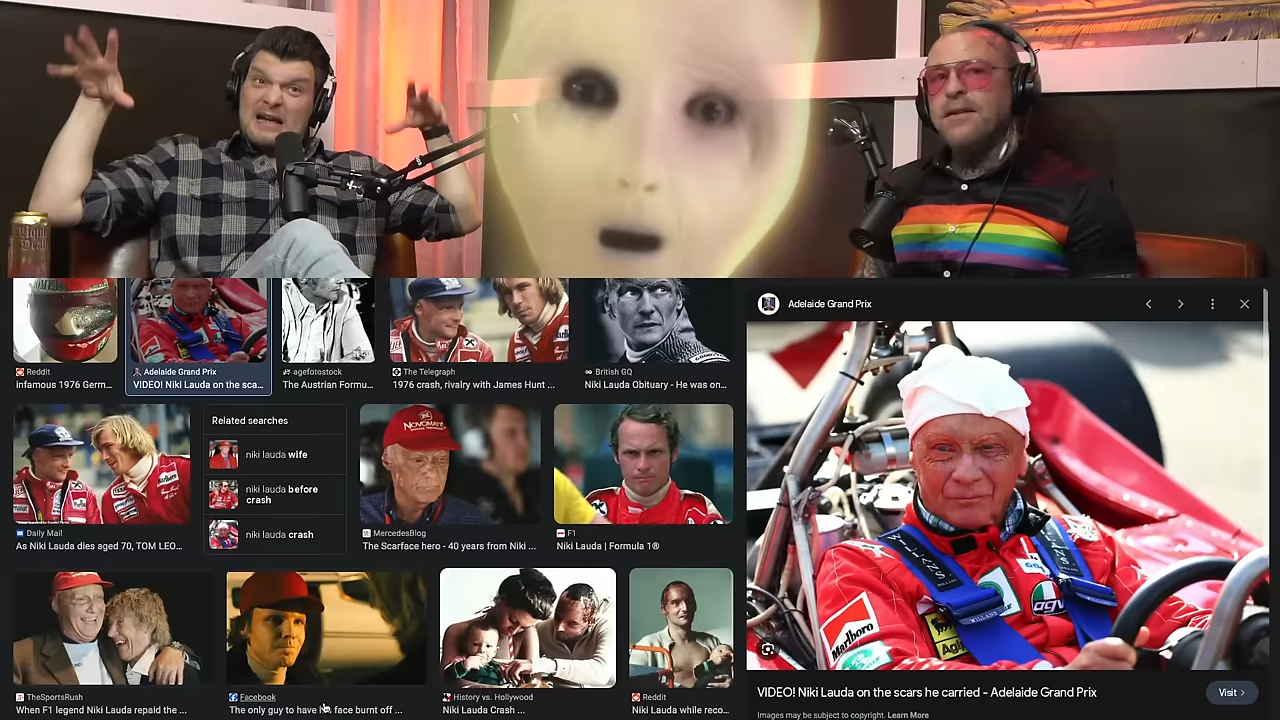 Adelaide Grand Prix
Reddit
infamous 1976 Germ...
Adelaide Grand Prix
VIDEO! Niki Lauda on the sca...
agefotostock
The Austrian Formu...
The Telegraph
1976 crash, rivalry with James Hunt ...
British GQ
Niki Lauda Obituary - He was on...
Related searches
niki lauda wife
niki lauda before
crash
niki lauda crash
NOVOMATIC
Daily Mail
As Niki Lauda dies aged 70, TOM LEO...
MercedesBlog
The Scarface hero - 40 years from Niki ...
F1
Niki Lauda | Formula 1®
WILLANS
WILLANS
agv
Marlboro
TheSportsRush
When F1 legend Niki Lauda repaid the ...
Facebook
The only guy to have his face burnt off ...
History vs. Hollywood
Niki Lauda Crash ...
Reddit
Niki Lauda while reco...
VIDEO! Niki Lauda on the scars he carried - Adelaide Grand Prix
Visit
Images may be subject to copyright. Learn More